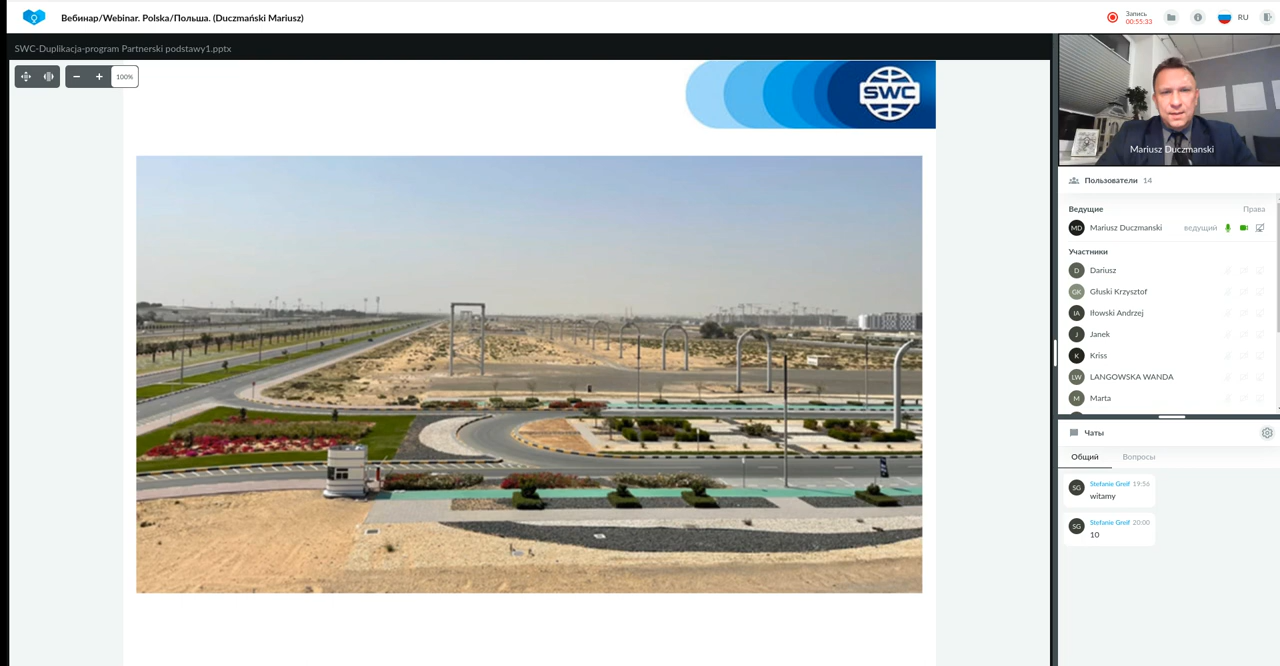 Вебинар/Webinar. Polska/Польша. (Duczmański Mariusz)
Запись
00:55:33
RU
SWC-Duplikacja-program Partnerski podstawy1.pptx
100%
SWC
Mariusz Duczmanski
Пользователи 14
Ведущие Права
MD Mariusz Duczmanski ведущий
Участники
D Dariusz
GK Głuski Krzysztof
IA Iłowski Andrzej
J Janek
K Kriss
LW LANGOWSKA WANDA
M Marta
Чаты
Общий Вопросы
SG Stefanie Greif 19:56
witamy
SG Stefanie Greif 20:00
10